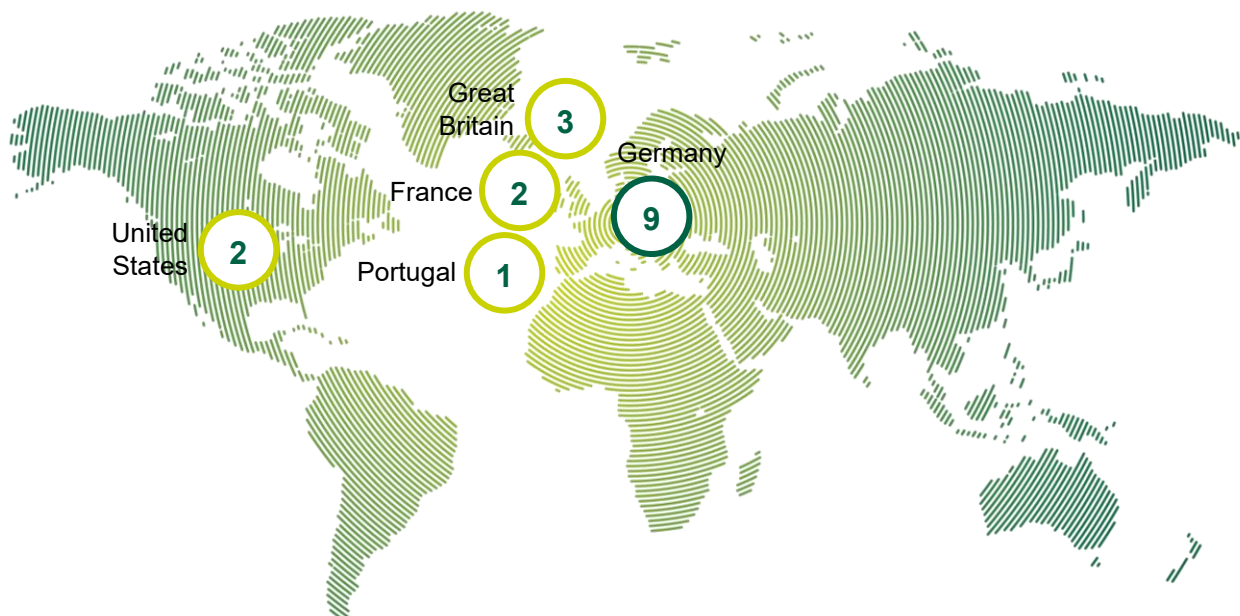 Great
Britain
3
Germany
France
2
9
United
States
2
Portugal
1